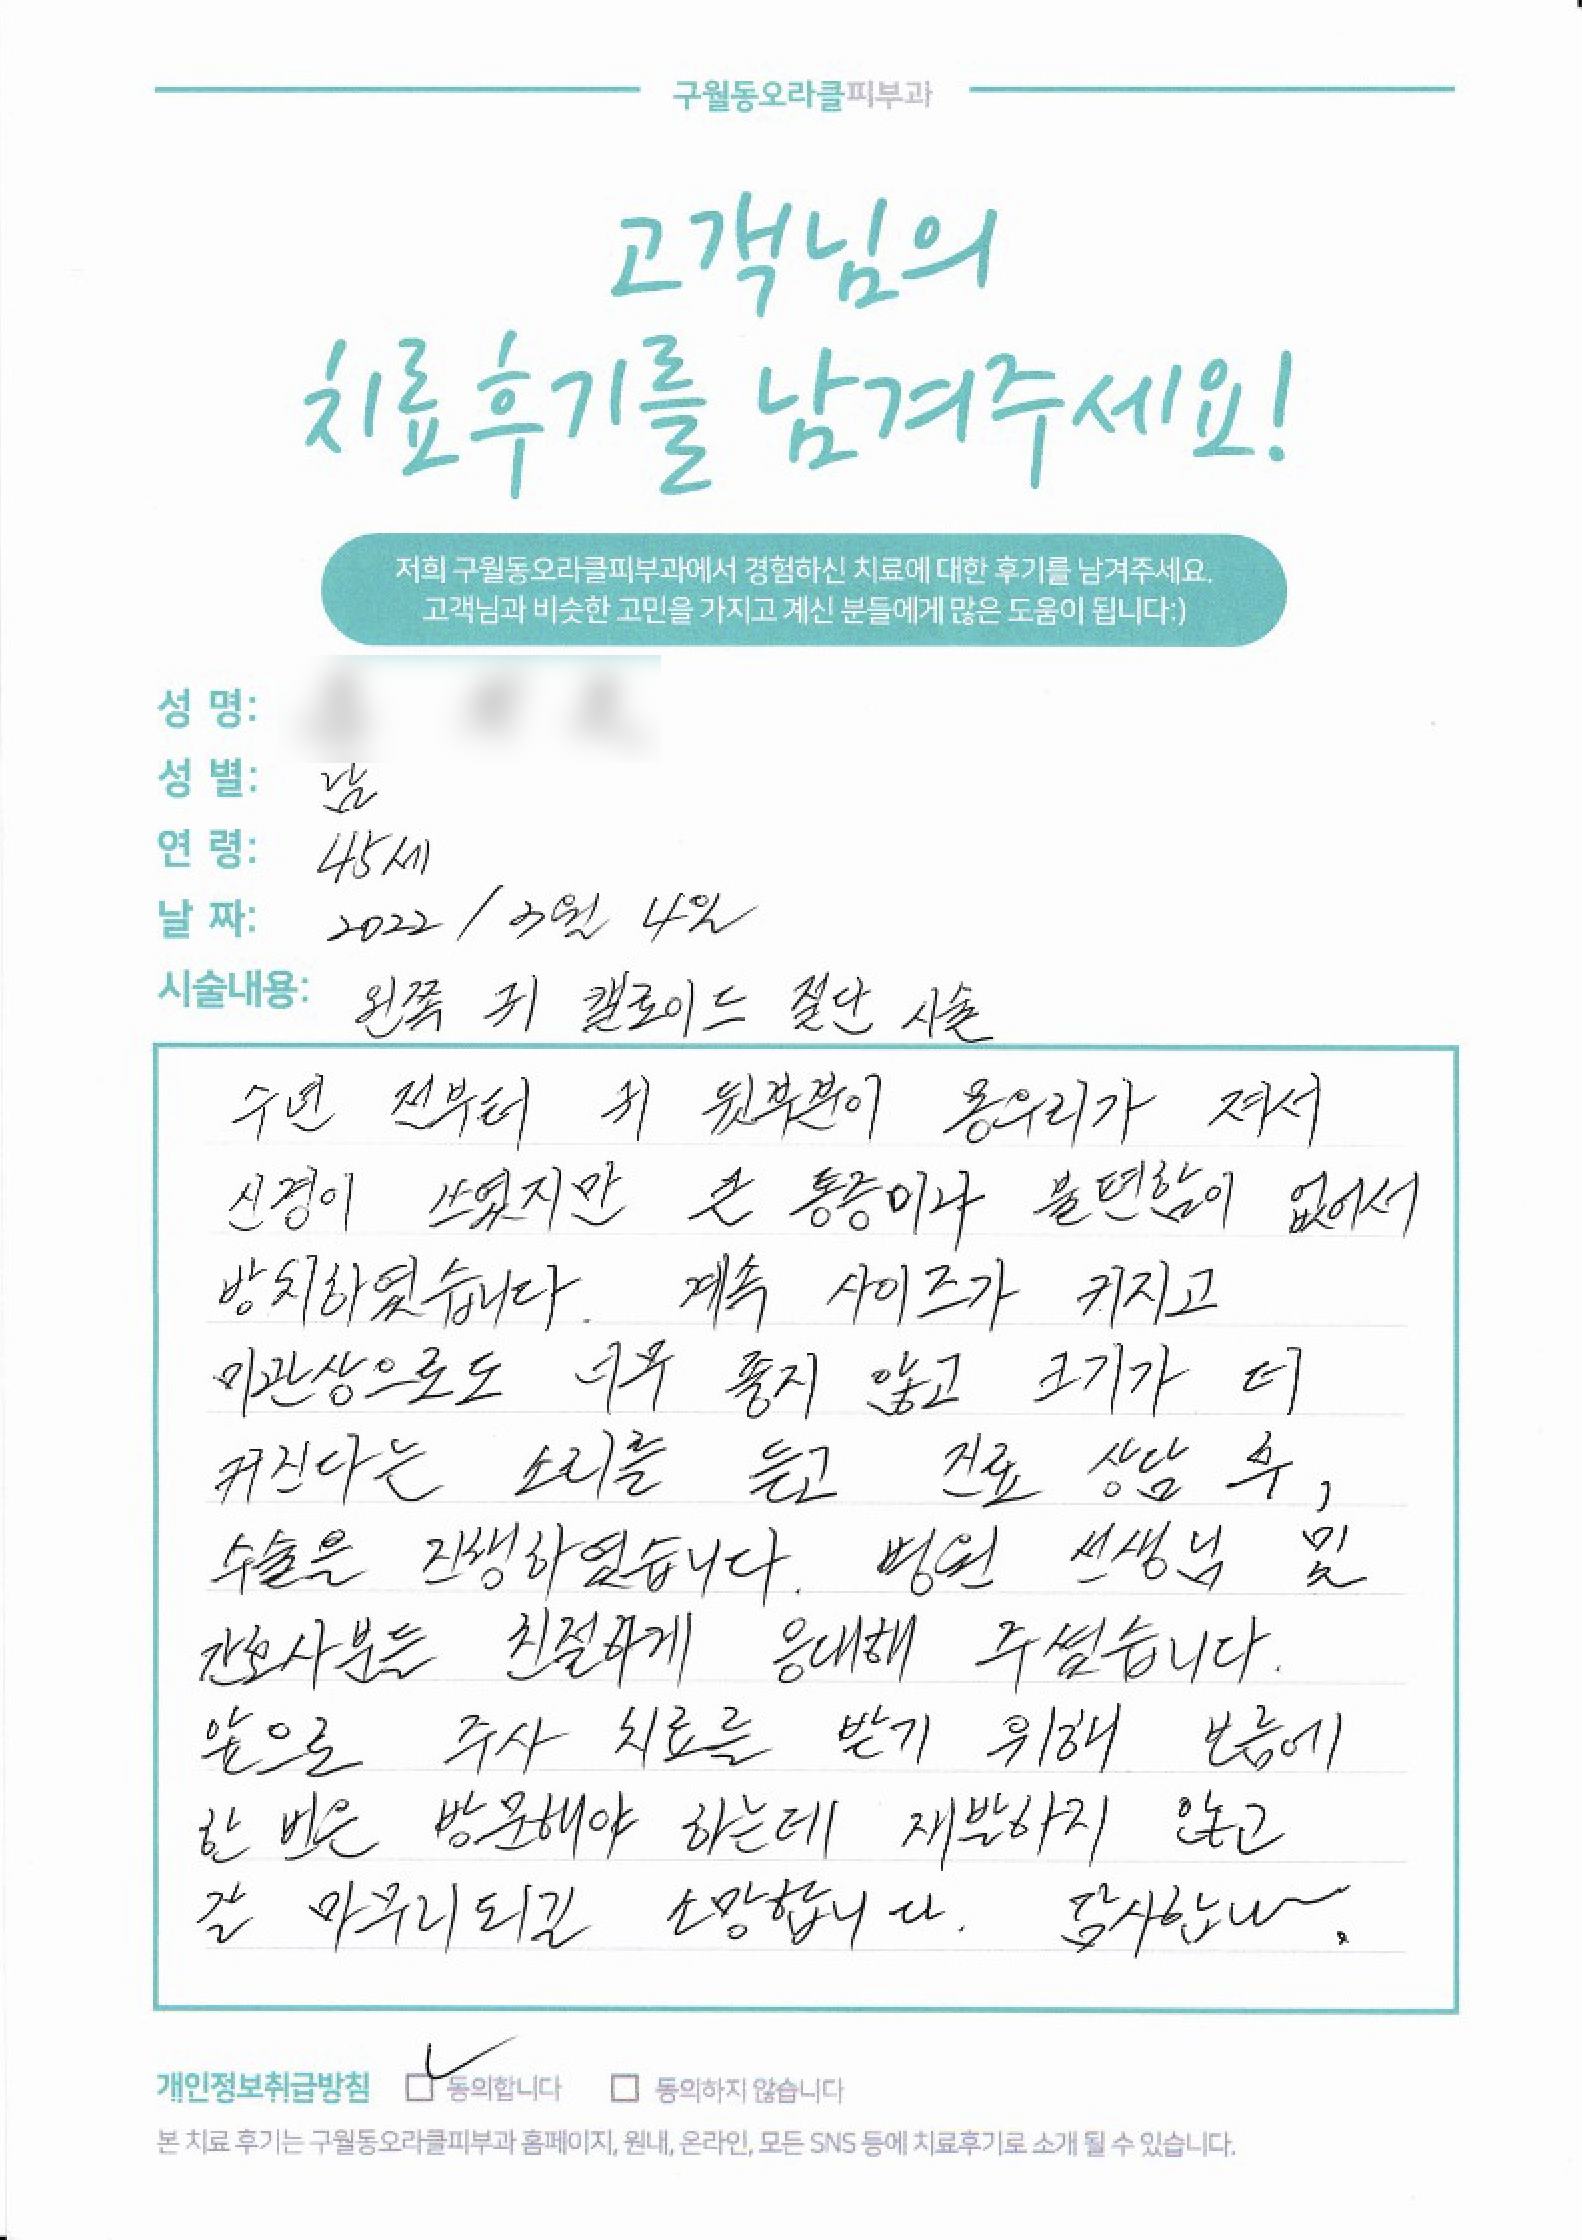 구월동오라클피부과
고객님의
치료후기를 남겨주세요!
저희 구월동오라클피부과에서 경험하신 치료에 대한 후기를 남겨주세요.
고객님과 비슷한 고민을 가지고 계신 분들에게 많은 도움이 됩니다:)
성 명:
성 별: 남
연 령: 45세
날 짜: 2022 / 3월 4일
시술내용: 왼쪽 귀 캘로이드 절단 시술
수년 전부터 귀 뒷부분이 몽우리가 져서
신경이 쓰였지만 큰 통증이나 불편함이 없어서
방치하였습니다. 계속 사이즈가 커지고
미관상으로도 너무 좋지 않고 크기가 더
커진다는 소리를 듣고 진료 상담 후,
수술을 진행하였습니다. 병원 선생님 및
간호사분들 친절하게 응대해 주셨습니다.
앞으로 주사 치료를 받기 위해 보름에
한 번은 방문해야 하는데 재발하지 않고
잘 마무리되길 소망합니다. 감사합니다.
개인정보취급방침 동의합니다 동의하지 않습니다
본 치료 후기는 구월동오라클피부과 홈페이지, 원내, 온라인, 모든 SNS 등에 치료후기로 소개 될 수 있습니다.